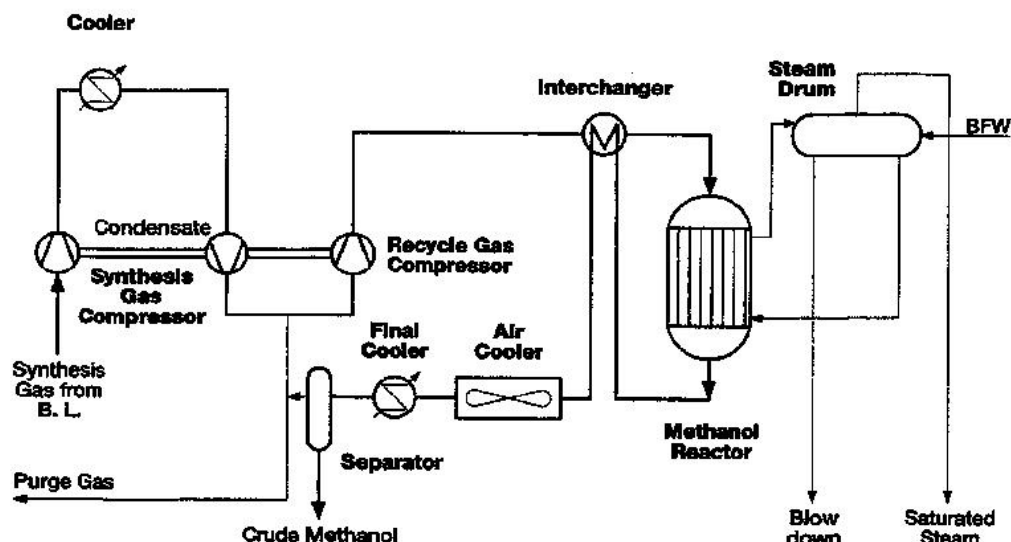 Cooler
Interchanger
Steam
Drum
BFW
Condensate
Synthesis
Gas
Compressor
Recycle Gas
Compressor
Synthesis
Gas from
B. L.
Final
Cooler
Air
Cooler
Separator
Methanol
Reactor
Purge Gas
Crude Methanol
Blow
down
Saturated
Steam